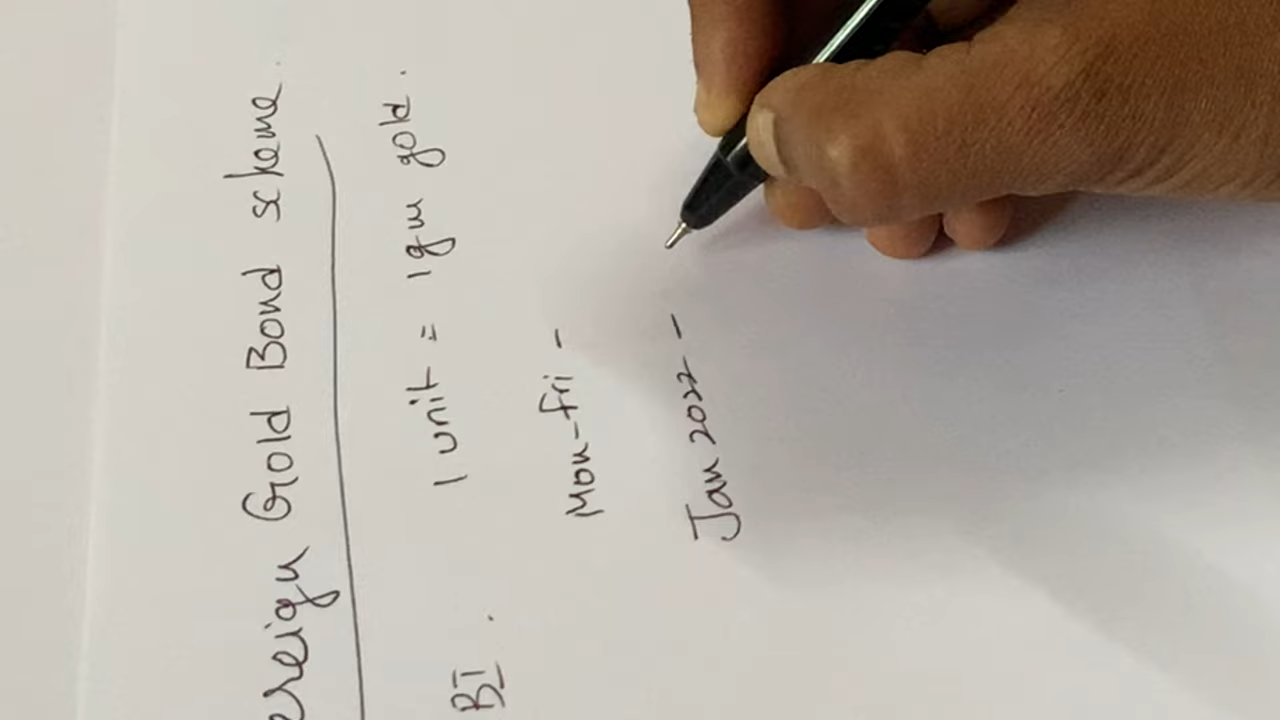 ereign Gold Bond scheme.
BI. 1 unit = 1gm gold.
Mon-Fri -
Jan 2022 -